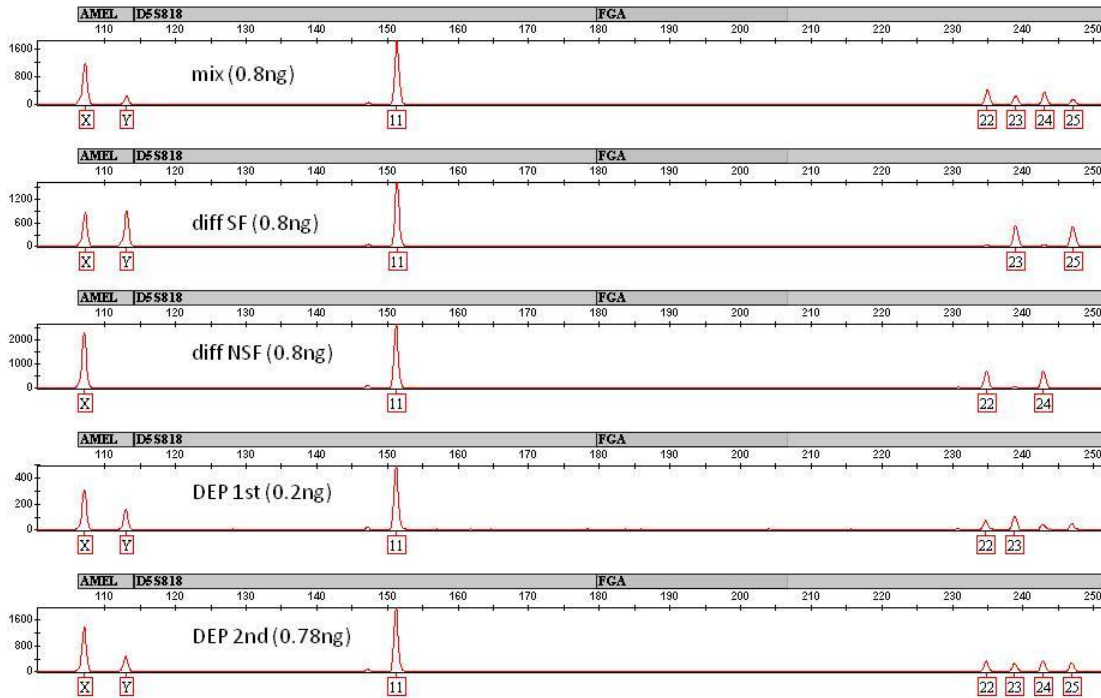 AMEL D5S818 FGA
110 120 130 140 150 160 170 180 190 200 210 220 230 240 250
1600
800
0
mix (0.8ng)
X Y 11 22 23 24 25
AMEL D5S818 FGA
110 120 130 140 150 160 170 180 190 200 210 220 230 240 250
1200
600
0
diff SF (0.8ng)
X Y 11 23 25
AMEL D5S818 FGA
110 120 130 140 150 160 170 180 190 200 210 220 230 240 250
2000
1000
0
diff NSF (0.8ng)
X 11 22 24
AMEL D5S818 FGA
110 120 130 140 150 160 170 180 190 200 210 220 230 240 250
400
200
0
DEP 1st (0.2ng)
X Y 11 22 23
AMEL D5S818 FGA
110 120 130 140 150 160 170 180 190 200 210 220 230 240 250
1600
800
0
DEP 2nd (0.78ng)
X Y 11 22 23 24 25